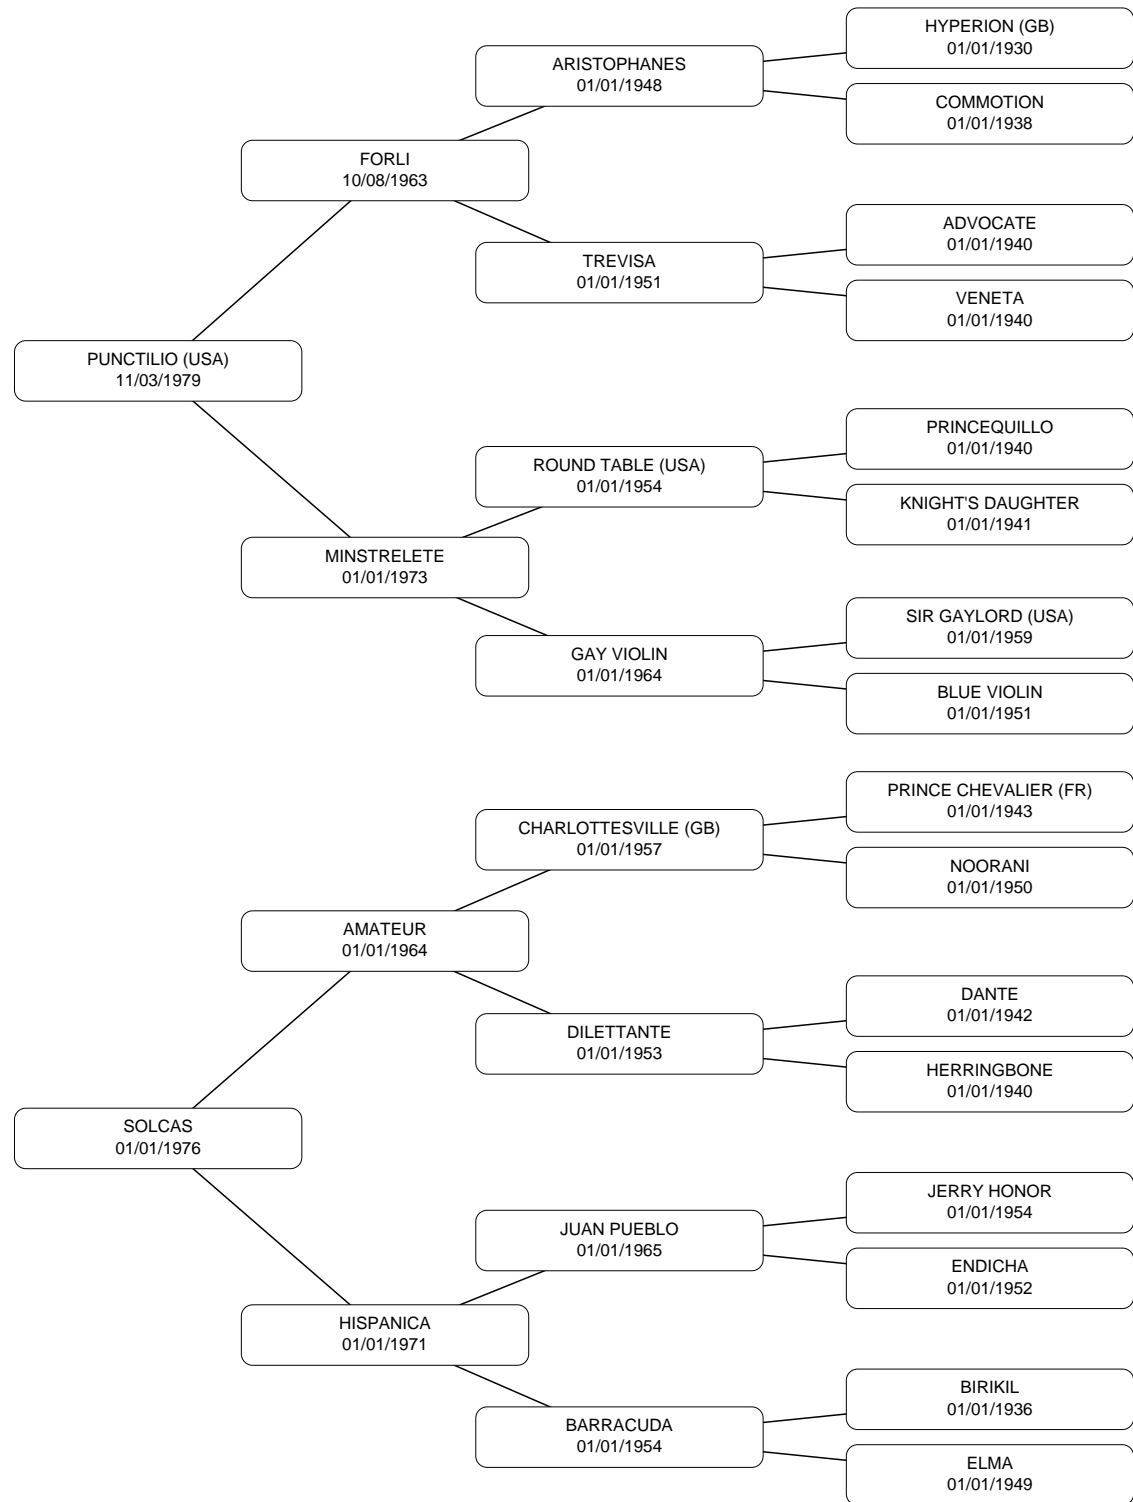 HYPERION (GB)
01/01/1930
ARISTOPHANES
01/01/1948
COMMOTION
01/01/1938
FORLI
10/08/1963
ADVOCATE
01/01/1940
TREVISA
01/01/1951
VENETA
01/01/1940
PUNCTILIO (USA)
11/03/1979
PRINCEQUILLO
01/01/1940
ROUND TABLE (USA)
01/01/1954
KNIGHT'S DAUGHTER
01/01/1941
MINSTRELETE
01/01/1973
SIR GAYLORD (USA)
01/01/1959
GAY VIOLIN
01/01/1964
BLUE VIOLIN
01/01/1951
PRINCE CHEVALIER (FR)
01/01/1943
CHARLOTTESVILLE (GB)
01/01/1957
NOORANI
01/01/1950
AMATEUR
01/01/1964
DANTE
01/01/1942
DILETTANTE
01/01/1953
HERRINGBONE
01/01/1940
SOLCAS
01/01/1976
JERRY HONOR
01/01/1954
JUAN PUEBLO
01/01/1965
ENDICHA
01/01/1952
HISPANICA
01/01/1971
BIRIKIL
01/01/1936
BARRACUDA
01/01/1954
ELMA
01/01/1949